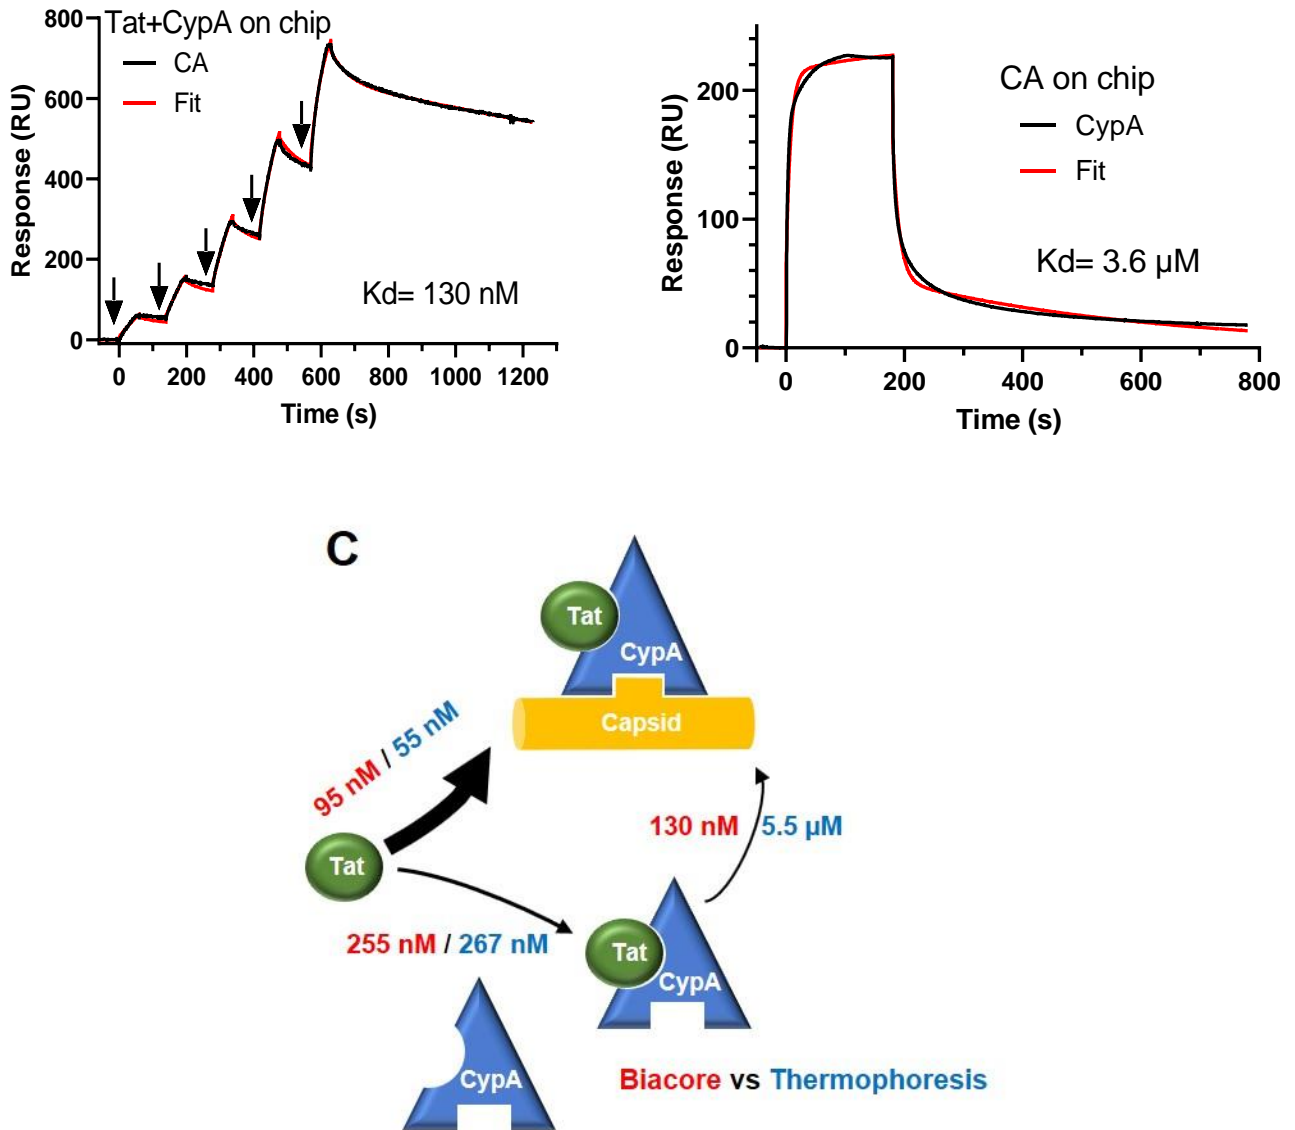 Tat+CypA on chip
CA
Fit
Kd= 130 nM
Response (RU)
800
600
400
200
0
0 200 400 600 800 1000 1200
Time (s)
CA on chip
CypA
Fit
Kd= 3.6 µM
Response (RU)
200
100
0
0 200 400 600 800
Time (s)
C
Tat
CypA
Capsid
95 nM / 55 nM
130 nM 5.5 µM
Tat
255 nM / 267 nM
Tat
CypA
CypA
Biacore vs Thermophoresis